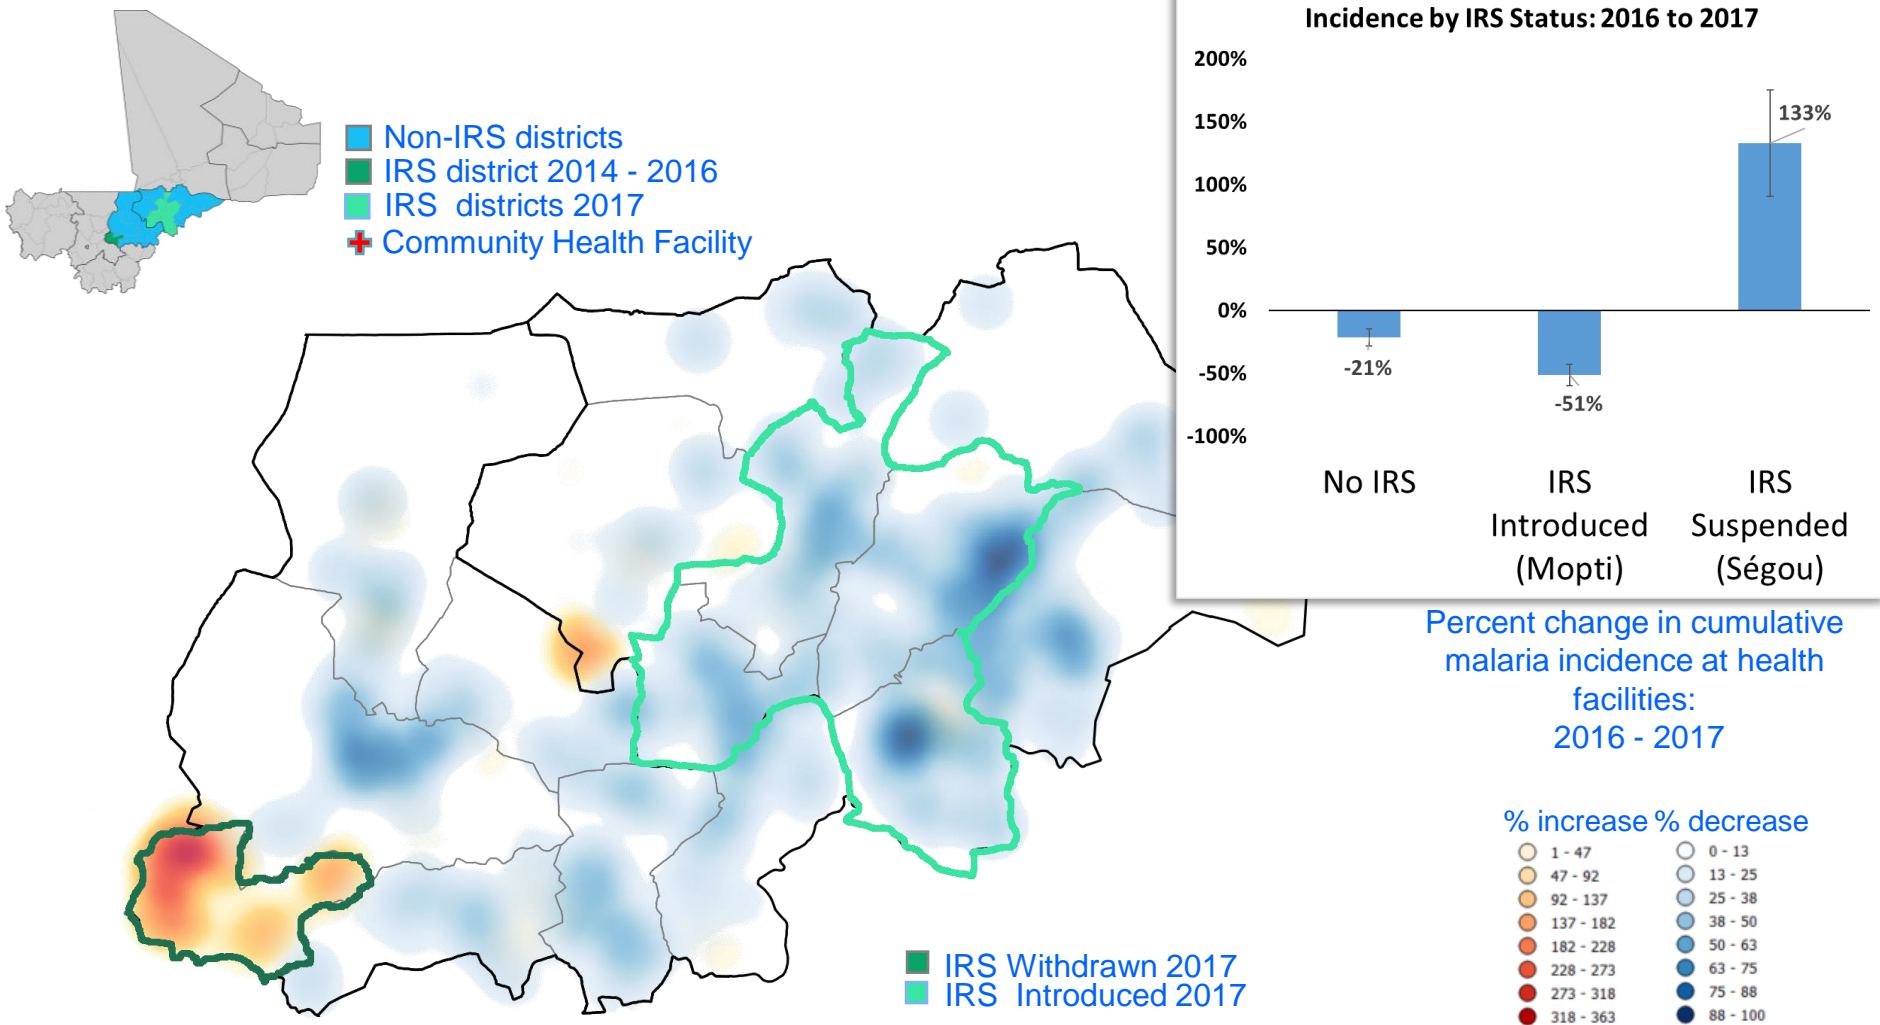 Incidence by IRS Status: 2016 to 2017
200%
150%
100%
50%
0%
-50%
-100%
133%
-21%
-51%
No IRS
IRS
Introduced
(Mopti)
IRS
Suspended
(Ségou)
Non-IRS districts
IRS district 2014 - 2016
IRS districts 2017
Community Health Facility
Percent change in cumulative
malaria incidence at health
facilities:
2016 - 2017
% increase
1 - 47
47 - 92
92 - 137
137 - 182
182 - 228
228 - 273
273 - 318
318 - 363
% decrease
0 - 13
13 - 25
25 - 38
38 - 50
50 - 63
63 - 75
75 - 88
88 - 100
IRS Withdrawn 2017
IRS Introduced 2017